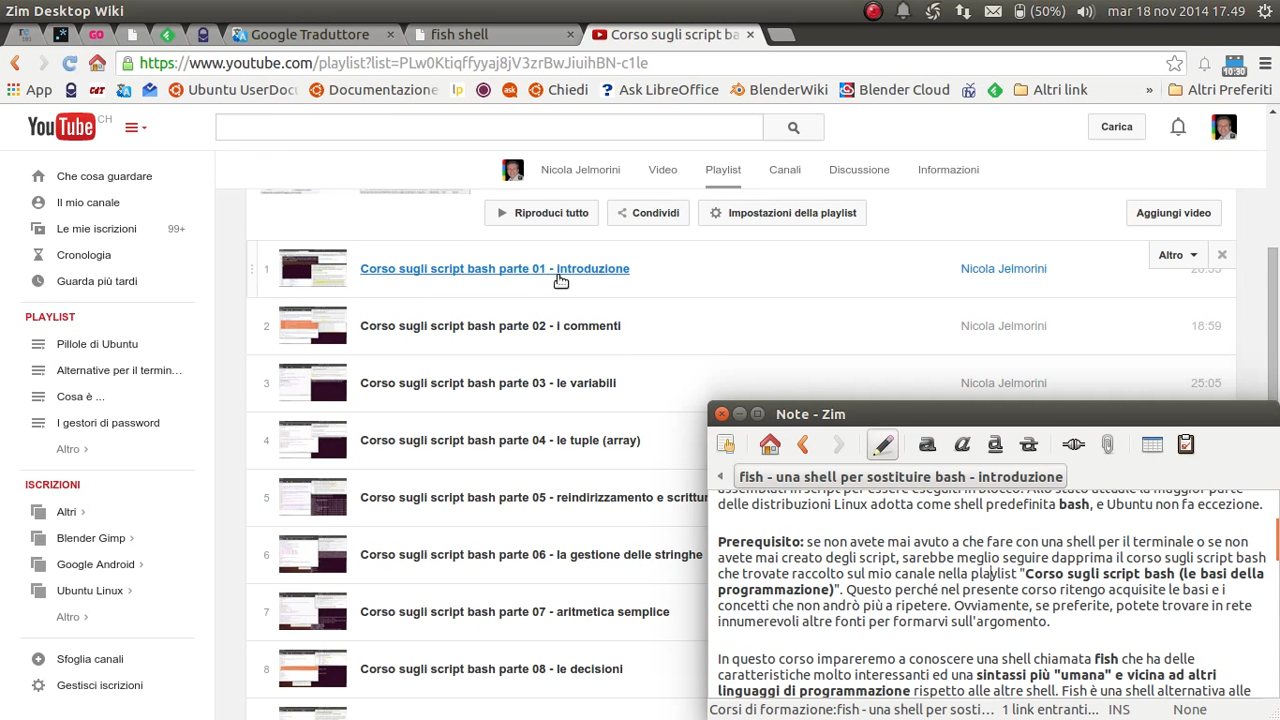 Zim Desktop Wiki
(50%)
mar 18 nov 2014 17.49
Google Traduttore
fish shell
Corso sugli script ba
https://www.youtube.com/playlist?list=PLw0Ktiqffyyaj8jV3zrBwJiuihBN-c1le
10:30
App
Ubuntu UserDocu
Documentazione
Chiedi
Ask LibreOffice
BlenderWiki
Blender Cloud
Altri link
»
Altri Preferiti
YouTube CH
Carica
Nicola Jelmorini
Video
Playlist
Canali
Discussione
Informazioni
Che cosa guardare
Il mio canale
Le mie iscrizioni 99+
Cronologia
Guarda più tardi
PLAYLIST
Pillole di Ubuntu
Alternative per il termin...
Cosa è ...
I gestori di password
Altro ›
ISCRIZIONI
Altri ›
Blender Gimp ›
Google Android ›
Ubuntu Linux ›
Altro ›
Sfoglia canali
Gestisci iscrizioni
Riproduci tutto
Condividi
Impostazioni della playlist
Aggiungi video
1 Corso sugli script bash parte 01 - introduzione Nicola Jelmorini
Altro
2 Corso sugli script bash parte 02 - i commenti Nicola Jelmorini 18:59
3 Corso sugli script bash parte 03 - le variabili Nicola Jelmorini 25:05
4 Corso sugli script bash parte 04 - le tuple (array)
5 Corso sugli script bash parte 05 - reindirizzamento e scrittur
6 Corso sugli script bash parte 06 - la gestione delle stringhe
7 Corso sugli script bash parte 07 - aritmetica semplice
8 Corso sugli script bash parte 08 - le decisioni
Note - Zim
fish - una shell per sostituire bash - introduzione
delle distribuzioni Linux adotta come shell predefinita bash, e Ubuntu non fa eccezione.
Prerequisito: se non avete mai avuto a che fare con una shell per il terminale, e se non
avete mai creato degli script, sarebbe meglio seguire dapprima il corso sugli script bash
che trovate raccolto sul mio canale nella playlist "Corso sugli script bash (le basi della
programmazione)". Questo perché nel presente corso ritengo acquisite le basi e i
concetti che non andrò più a ripetere. Ovviamente se preferite, potete trovare in rete
innumerevoli altre fonti per formarvi sull'argomento.
In questo corso impareremo a conoscere una shell chiamata fish che ha delle
caratteristiche molto interessanti ed una sintassi più "umana" e vicina ad altri
linguaggi di programmazione rispetto alle altre shell. Fish è una shell alternativa alle
Corsi di formazione:fish - una shell per sosti...
INS